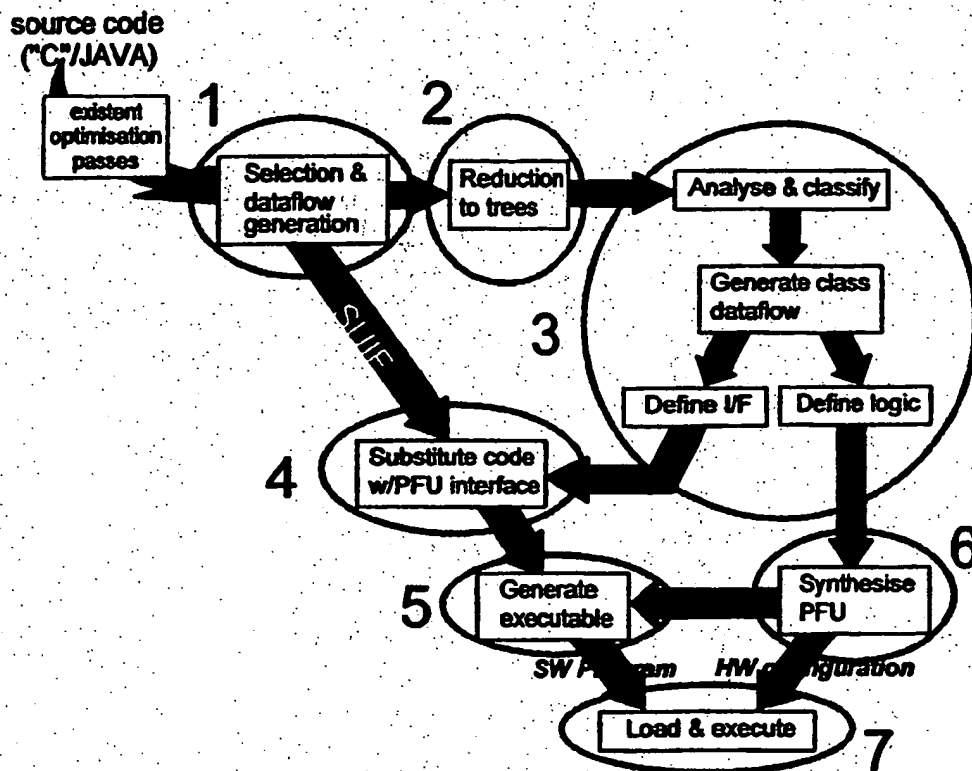 source code
("C"/JAVA)
existent
optimisation
passes
1
Selection &
dataflow
generation
2
Reduction
to trees
3
Analyse & classify
Generate class
dataflow
Define I/F
Define logic
SUIF
4
Substitute code
w/PFU interface
5
Generate
executable
6
Synthesise
PFU
SW Program
HW configuration
Load & execute
7